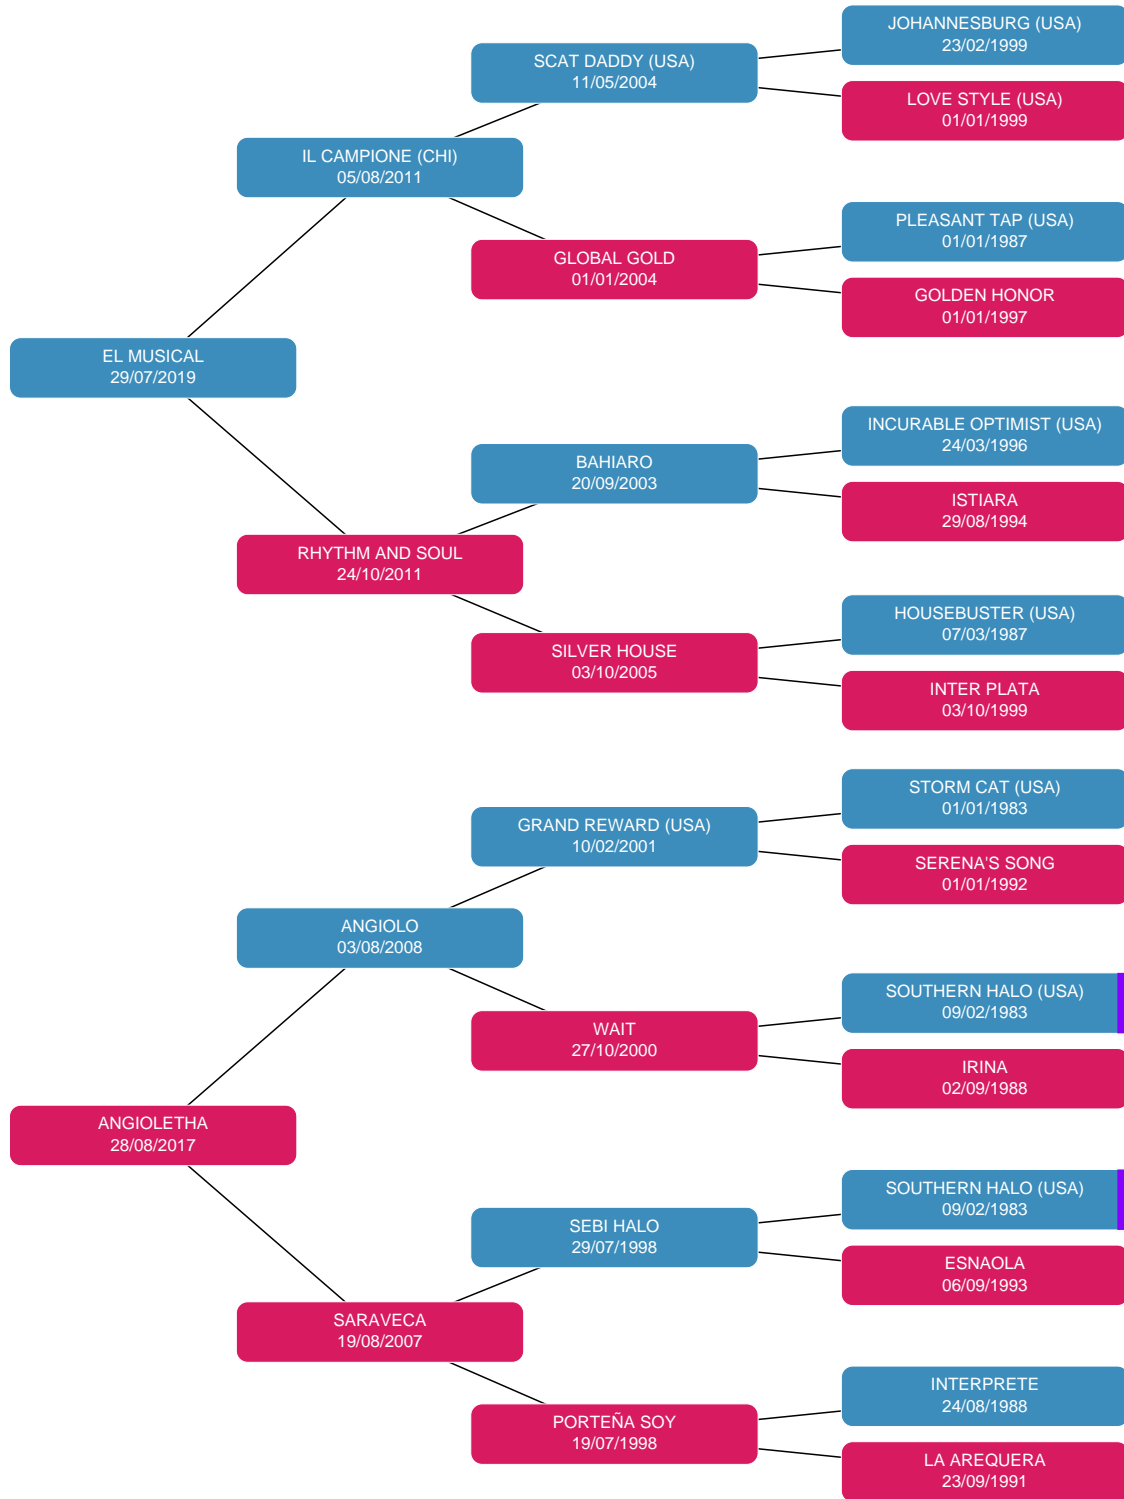 JOHANNESBURG (USA)
23/02/1999
SCAT DADDY (USA)
11/05/2004
LOVE STYLE (USA)
01/01/1999
IL CAMPIONE (CHI)
05/08/2011
PLEASANT TAP (USA)
01/01/1987
GLOBAL GOLD
01/01/2004
GOLDEN HONOR
01/01/1997
EL MUSICAL
29/07/2019
INCURABLE OPTIMIST (USA)
24/03/1996
BAHIARO
20/09/2003
ISTIARA
29/08/1994
RHYTHM AND SOUL
24/10/2011
HOUSEBUSTER (USA)
07/03/1987
SILVER HOUSE
03/10/2005
INTER PLATA
03/10/1999
STORM CAT (USA)
01/01/1983
GRAND REWARD (USA)
10/02/2001
SERENA'S SONG
01/01/1992
ANGIOLO
03/08/2008
SOUTHERN HALO (USA)
09/02/1983
WAIT
27/10/2000
IRINA
02/09/1988
ANGIOLETHA
28/08/2017
SOUTHERN HALO (USA)
09/02/1983
SEBI HALO
29/07/1998
ESNAOLA
06/09/1993
SARAVECA
19/08/2007
INTERPRETE
24/08/1988
PORTEÑA SOY
19/07/1998
LA AREQUERA
23/09/1991